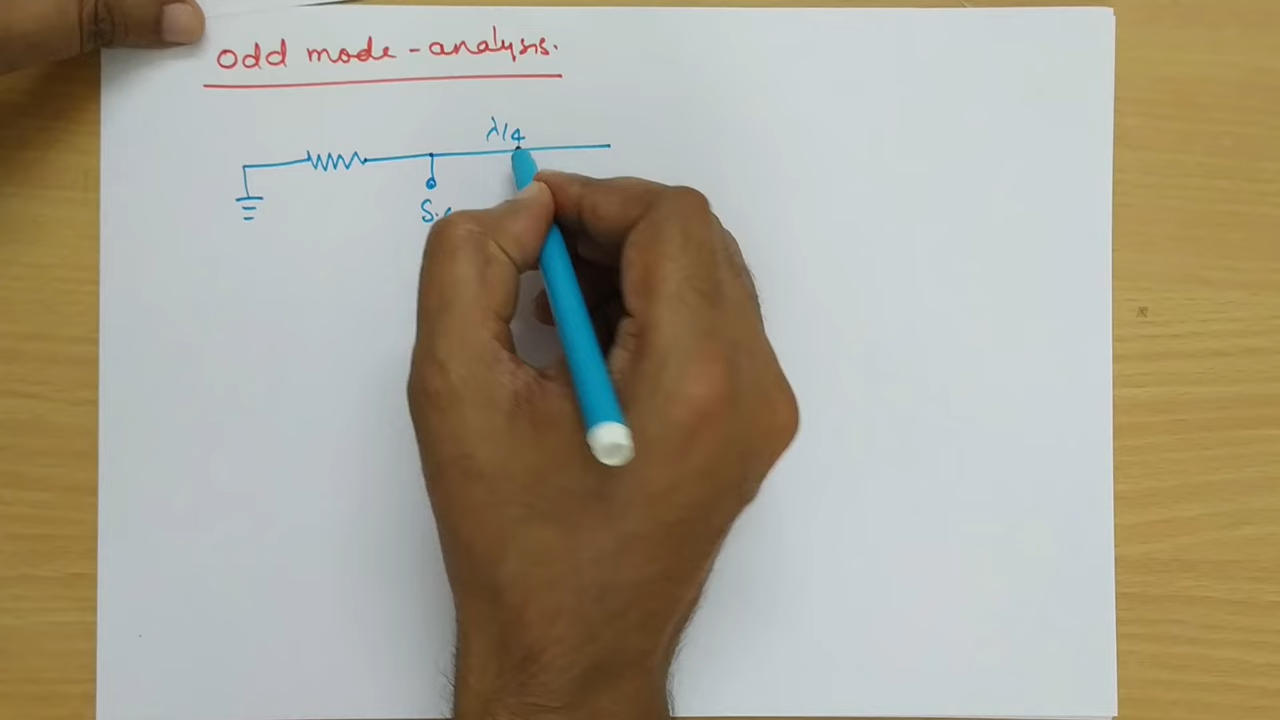 odd mode - analysis.
λ/4